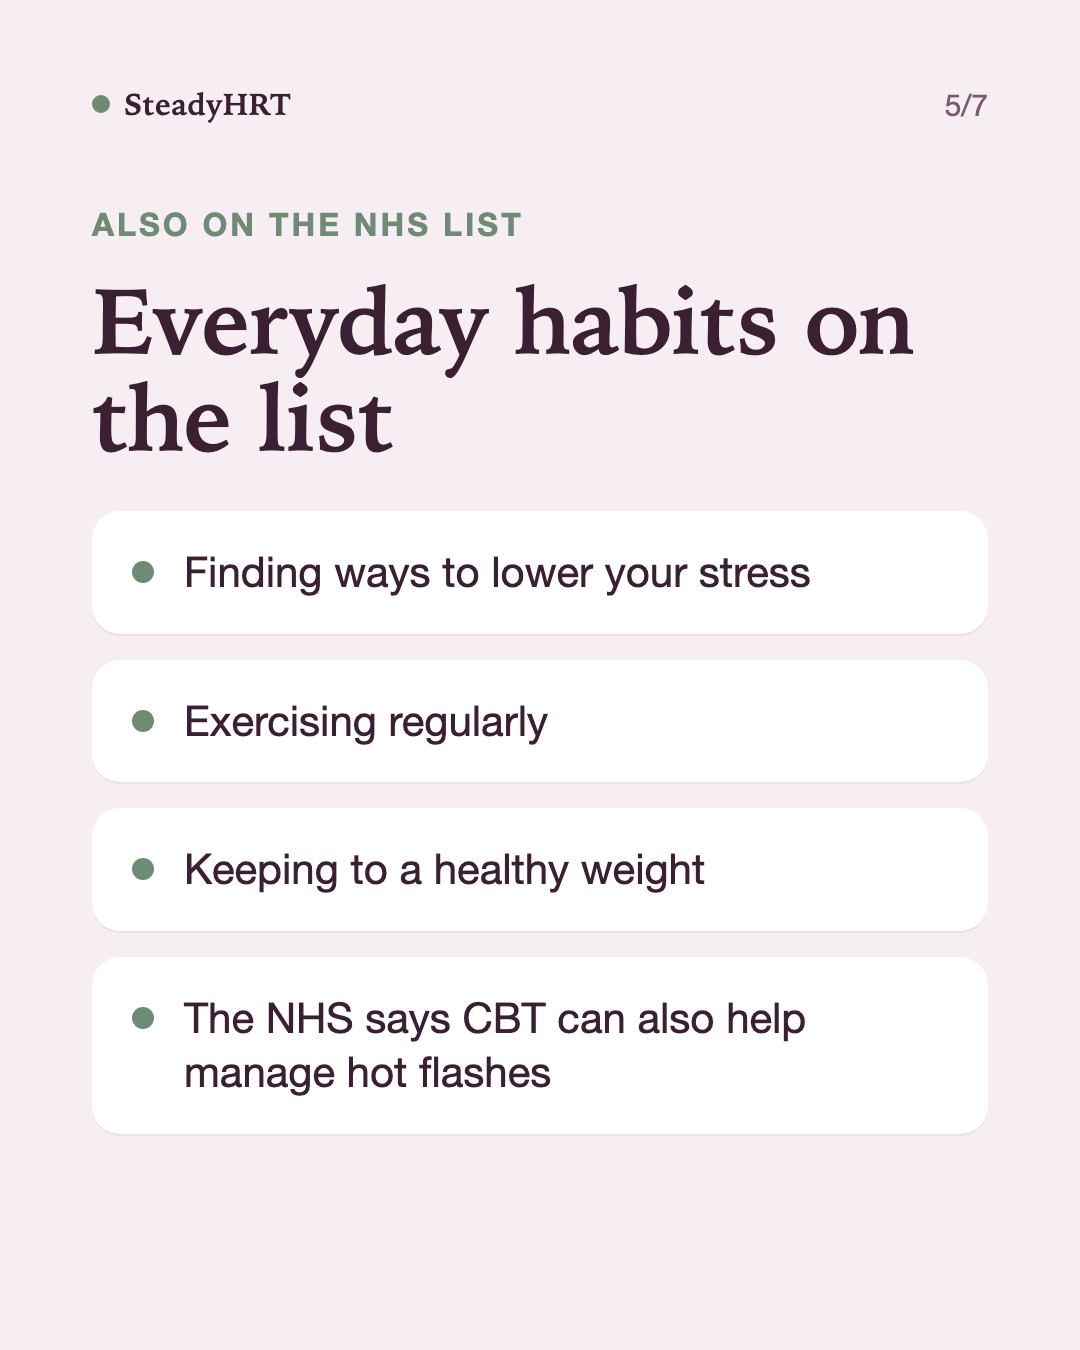 SteadyHRT
5/7
ALSO ON THE NHS LIST
Everyday habits on
the list
Finding ways to lower your stress
Exercising regularly
Keeping to a healthy weight
The NHS says CBT can also help
manage hot flashes